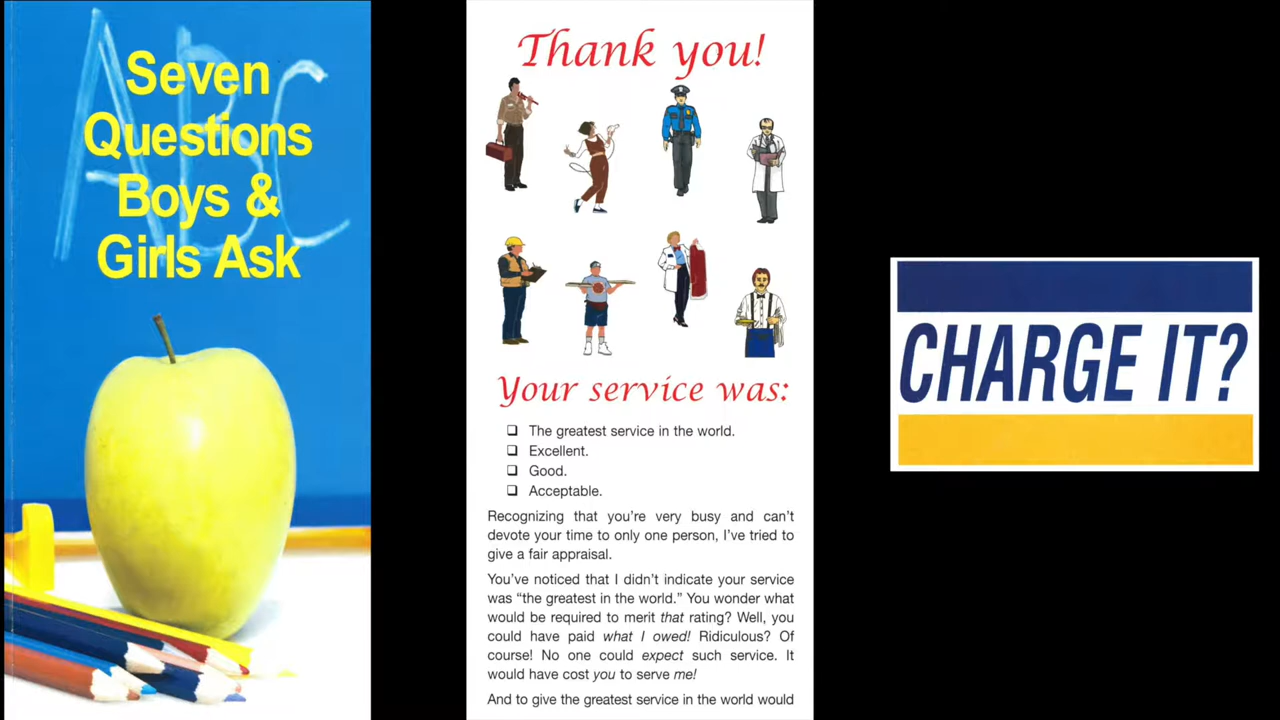 ABC
Seven
Questions
Boys &
Girls Ask
Thank you!
Your service was:
❏ The greatest service in the world.
❏ Excellent.
❏ Good.
❏ Acceptable.
Recognizing that you’re very busy and can’t
devote your time to only one person, I’ve tried to
give a fair appraisal.
You’ve noticed that I didn’t indicate your service
was “the greatest in the world.” You wonder what
would be required to merit that rating? Well, you
could have paid what I owed! Ridiculous? Of
course! No one could expect such service. It
would have cost you to serve me!
And to give the greatest service in the world would
CHARGE IT?